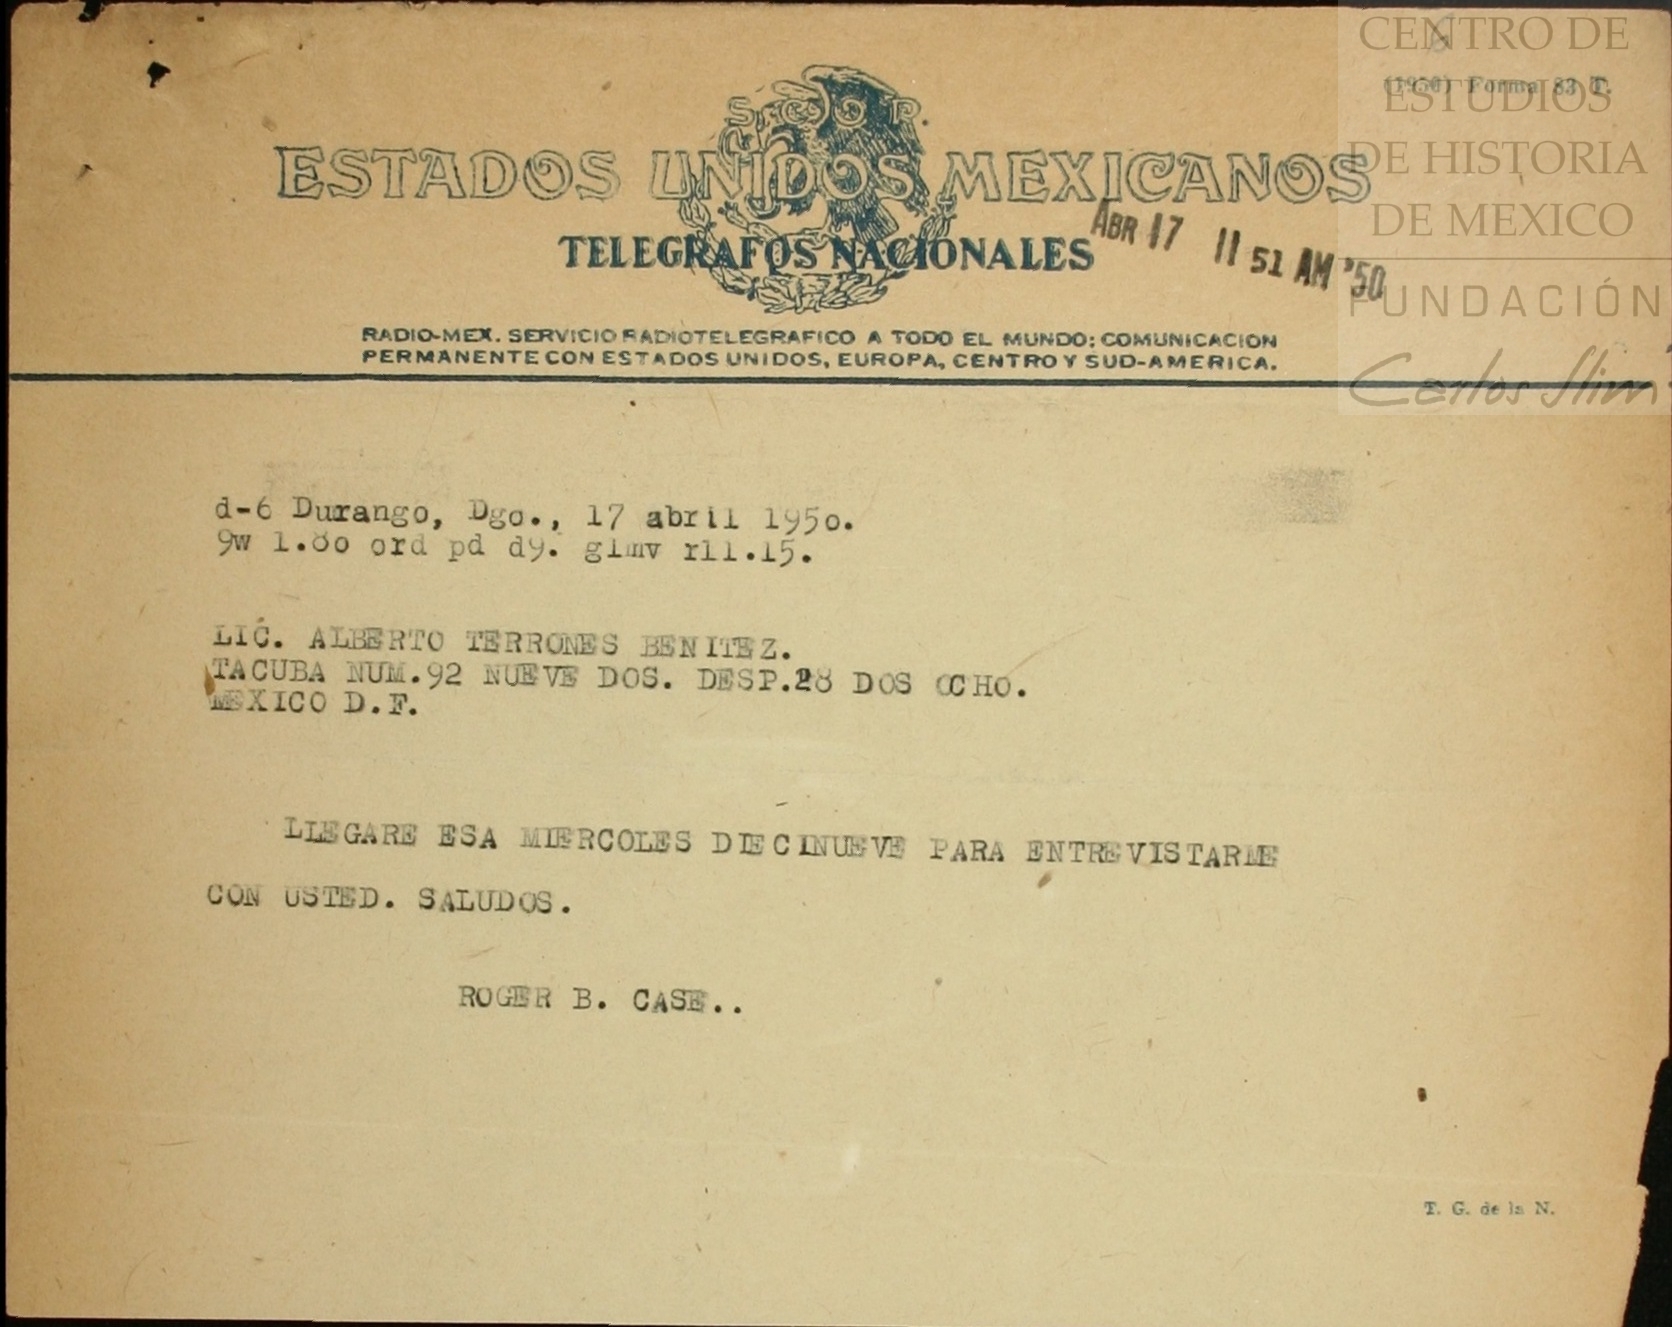 CENTRO DE
ESTUDIOS
DE HISTORIA
DE MEXICO
FUNDACIÓN
Carlos Slim
(1950) Forma 83 T.
S C O P
ESTADOS UNIDOS MEXICANOS
TELEGRAFOS NACIONALES
ABR 17 11 51 AM '50
RADIO-MEX. SERVICIO RADIOTELEGRAFICO A TODO EL MUNDO: COMUNICACION
PERMANENTE CON ESTADOS UNIDOS, EUROPA, CENTRO Y SUD-AMERICA.
d-6 Durango, Dgo., 17 abril 1950.
9w 1.80 ord pd d9. glmv r11.15.
LIC. ALBERTO TERRONES BENITEZ.
TACUBA NUM.92 NUEVE DOS. DESP.28 DOS OCHO.
MEXICO D.F.
LLEGARE ESA MIERCOLES DIECINUEVE PARA ENTREVISTARME
CON USTED. SALUDOS.
ROGER B. CASE..
T. G. de la N.